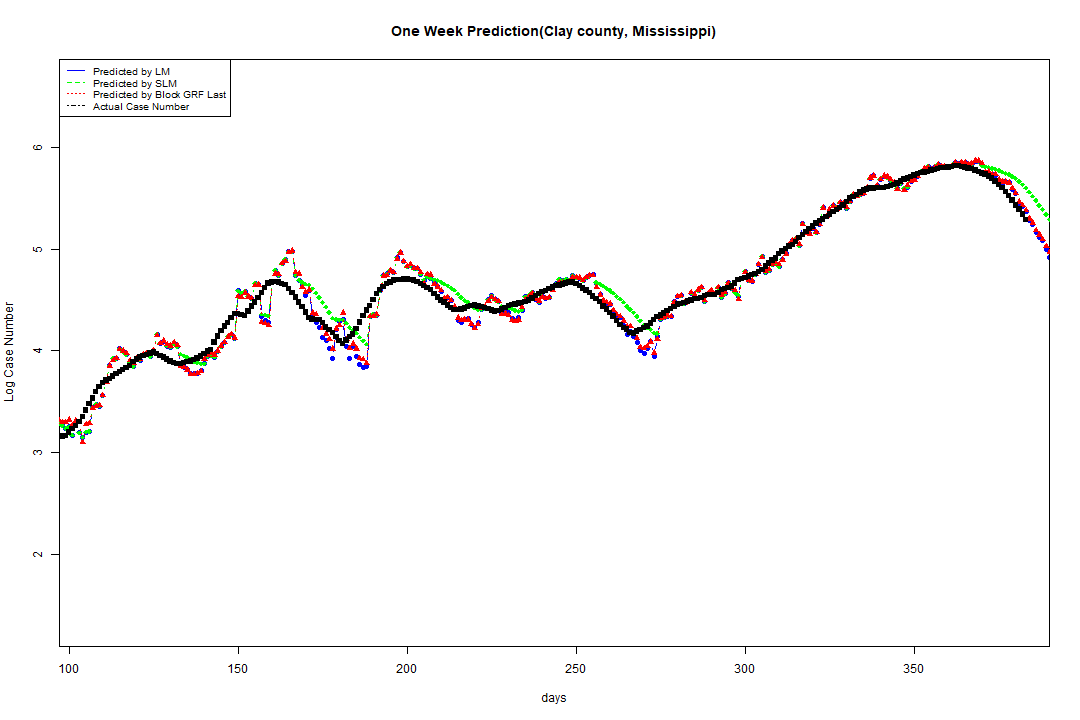 One Week Prediction(Clay county, Mississippi)
Predicted by LM
Predicted by SLM
Predicted by Block GRF Last
Actual Case Number
6
5
4
3
2
Log Case Number
100 150 200 250 300 350
days